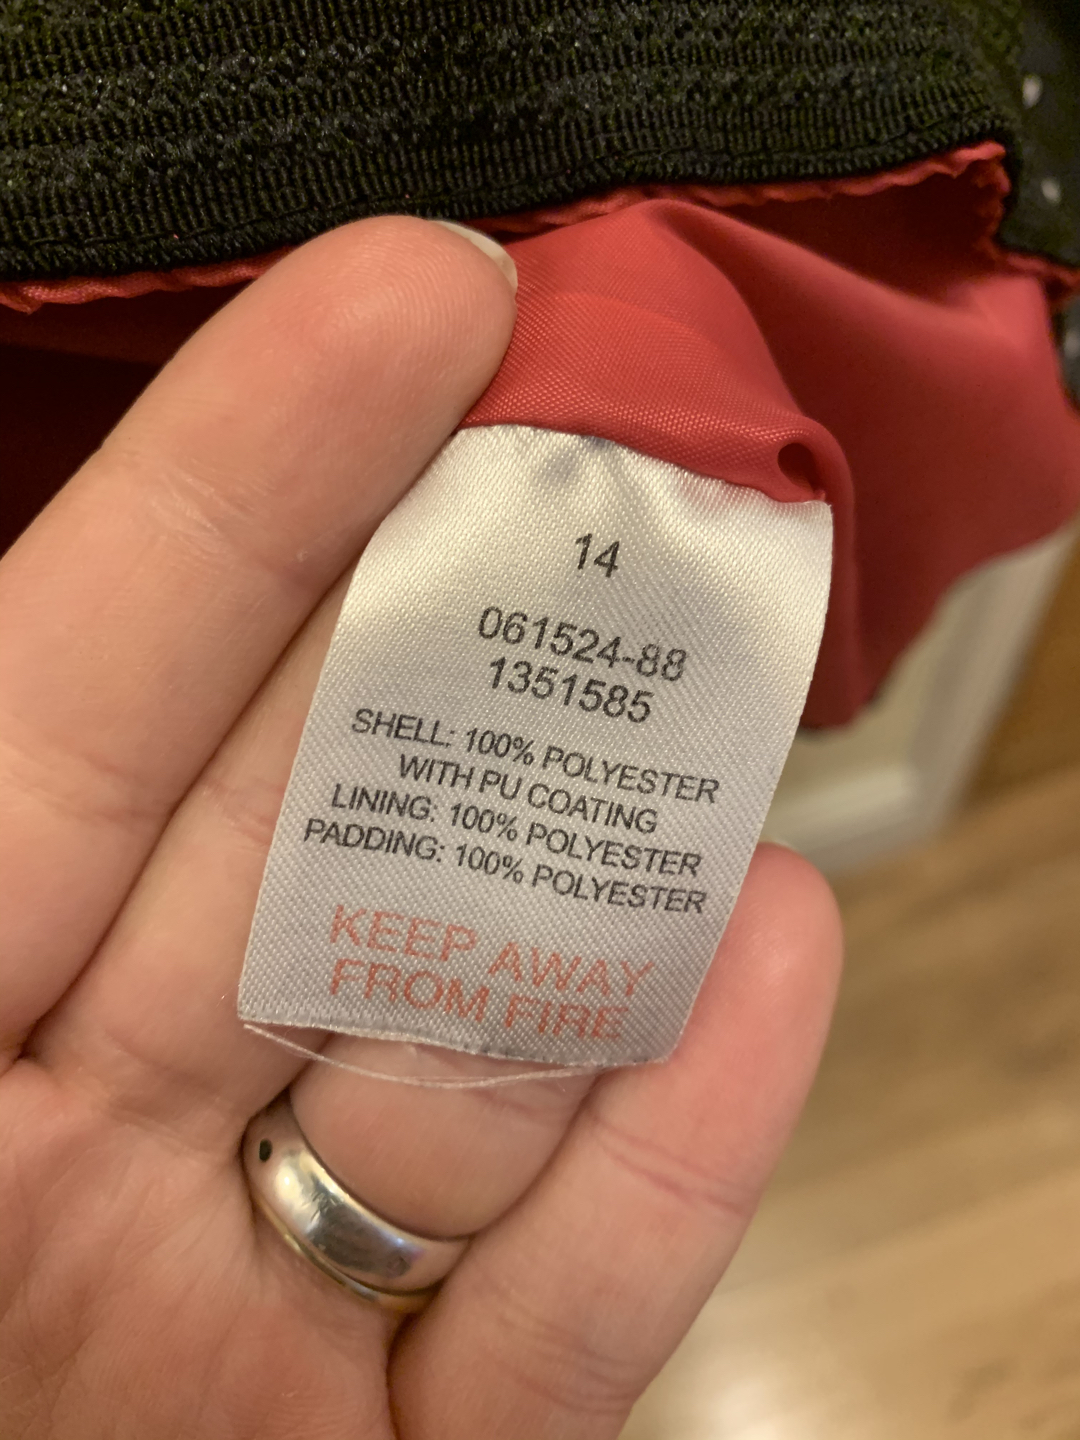 14
061524-88
1351585
SHELL: 100% POLYESTER
WITH PU COATING
LINING: 100% POLYESTER
PADDING: 100% POLYESTER
KEEP AWAY
FROM FIRE